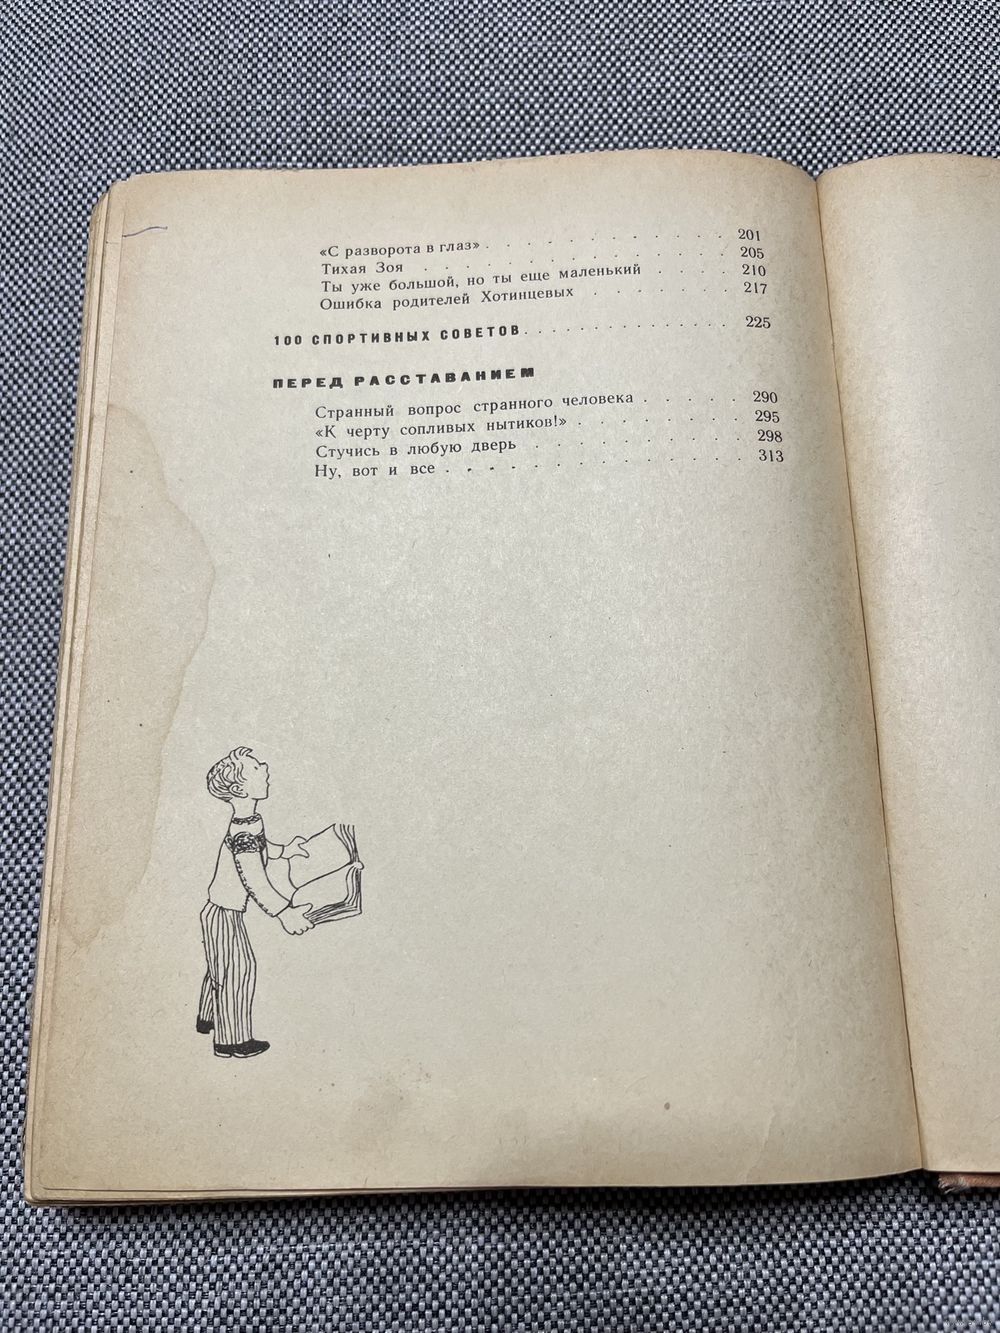 «С разворота в глаз» . . . . . . . . . . . . 201
Тихая Зоя . . . . . . . . . . . . . . . 205
Ты уже большой, но ты еще маленький . . . . 210
Ошибка родителей Хотинцевых . . . . . . . 217
100 СПОРТИВНЫХ СОВЕТОВ . . . . . . . . . . . . . . 225
ПЕРЕД РАССТАВАНИЕМ
Странный вопрос странного человека . . . . . 290
«К черту сопливых нытиков!» . . . . . . . . 295
Стучись в любую дверь . . . . . . . . . . 298
Ну, вот и все . . . . . . . . . . . . . . 313